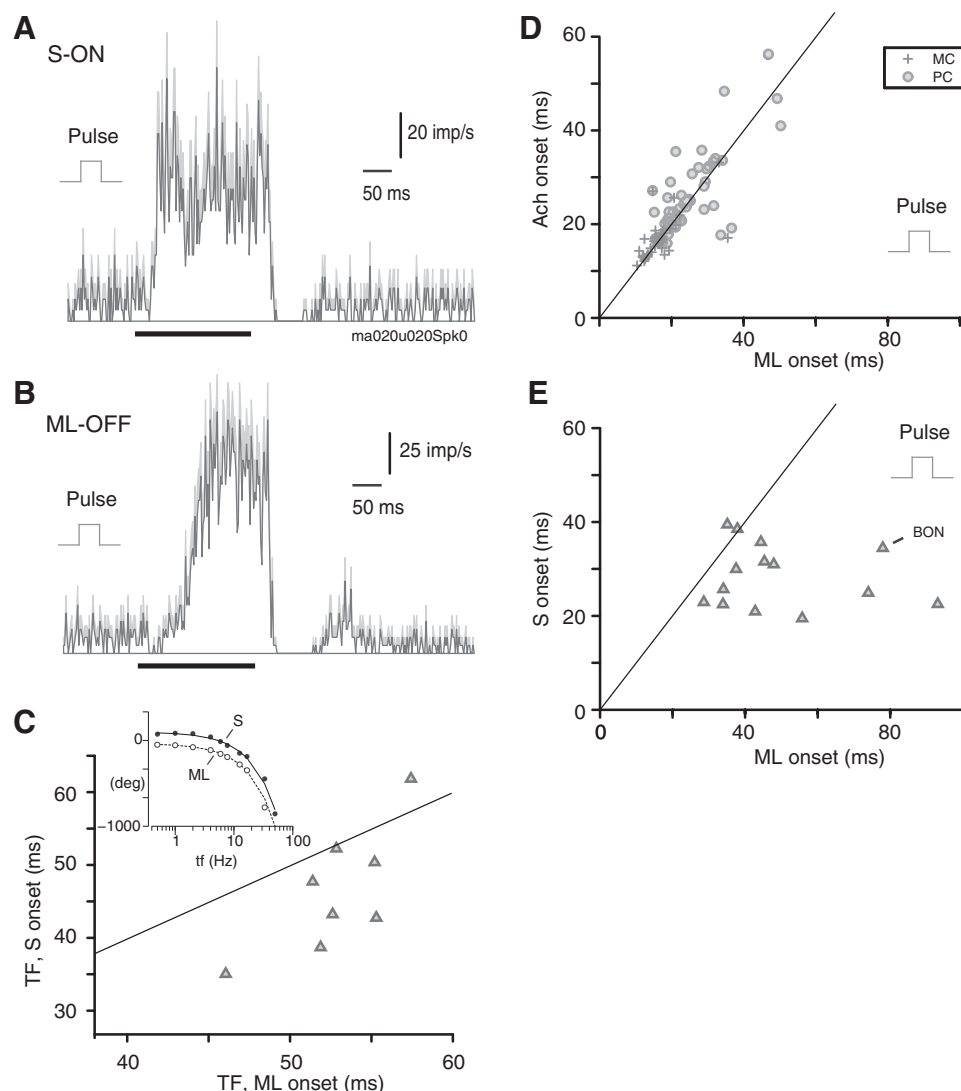 A
S-ON
Pulse
20 imp/s
50 ms
ma020u020Spk0
B
ML-OFF
Pulse
25 imp/s
50 ms
C
S
ML
0
(deg)
−1000
1
10
100
tf (Hz)
60
50
40
30
TF, S onset (ms)
40
50
60
TF, ML onset (ms)
D
60
40
20
0
Ach onset (ms)
MC
PC
Pulse
40
80
ML onset (ms)
E
60
40
20
0
S onset (ms)
Pulse
BON
0
40
80
ML onset (ms)